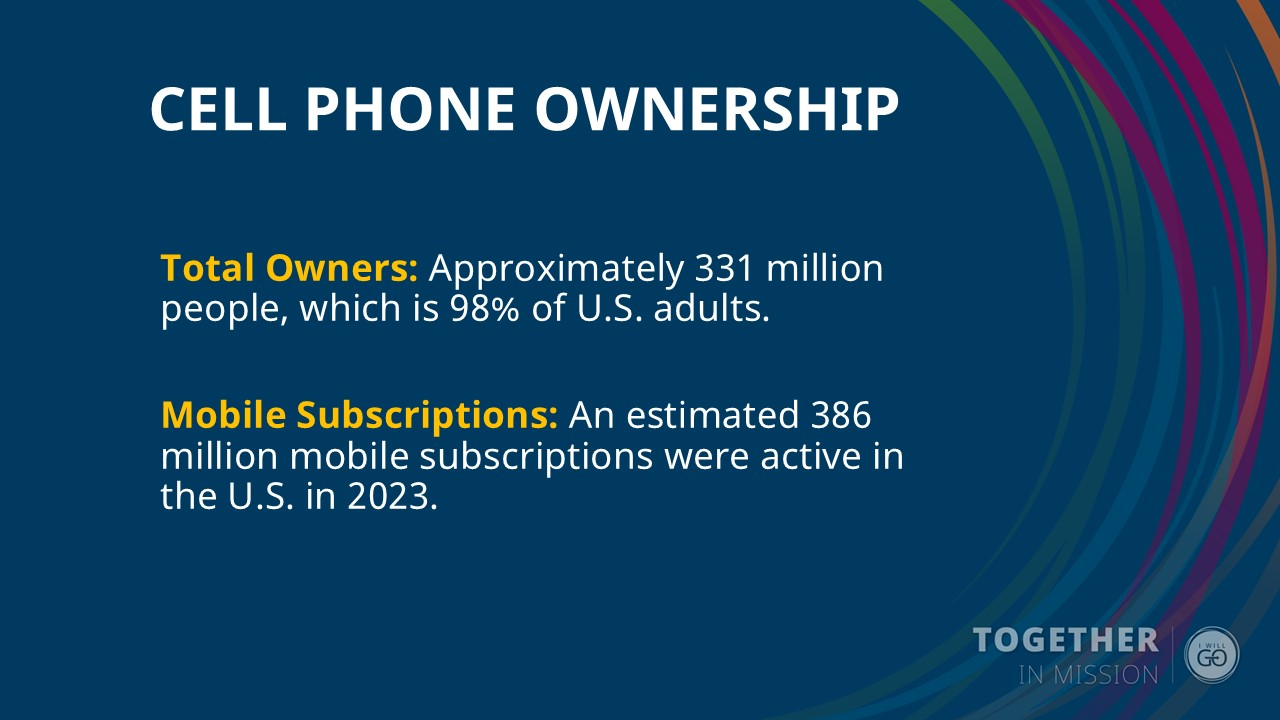 CELL PHONE OWNERSHIP
Total Owners: Approximately 331 million
people, which is 98% of U.S. adults.
Mobile Subscriptions: An estimated 386
million mobile subscriptions were active in
the U.S. in 2023.
TOGETHER
IN MISSION
I WILL
GO